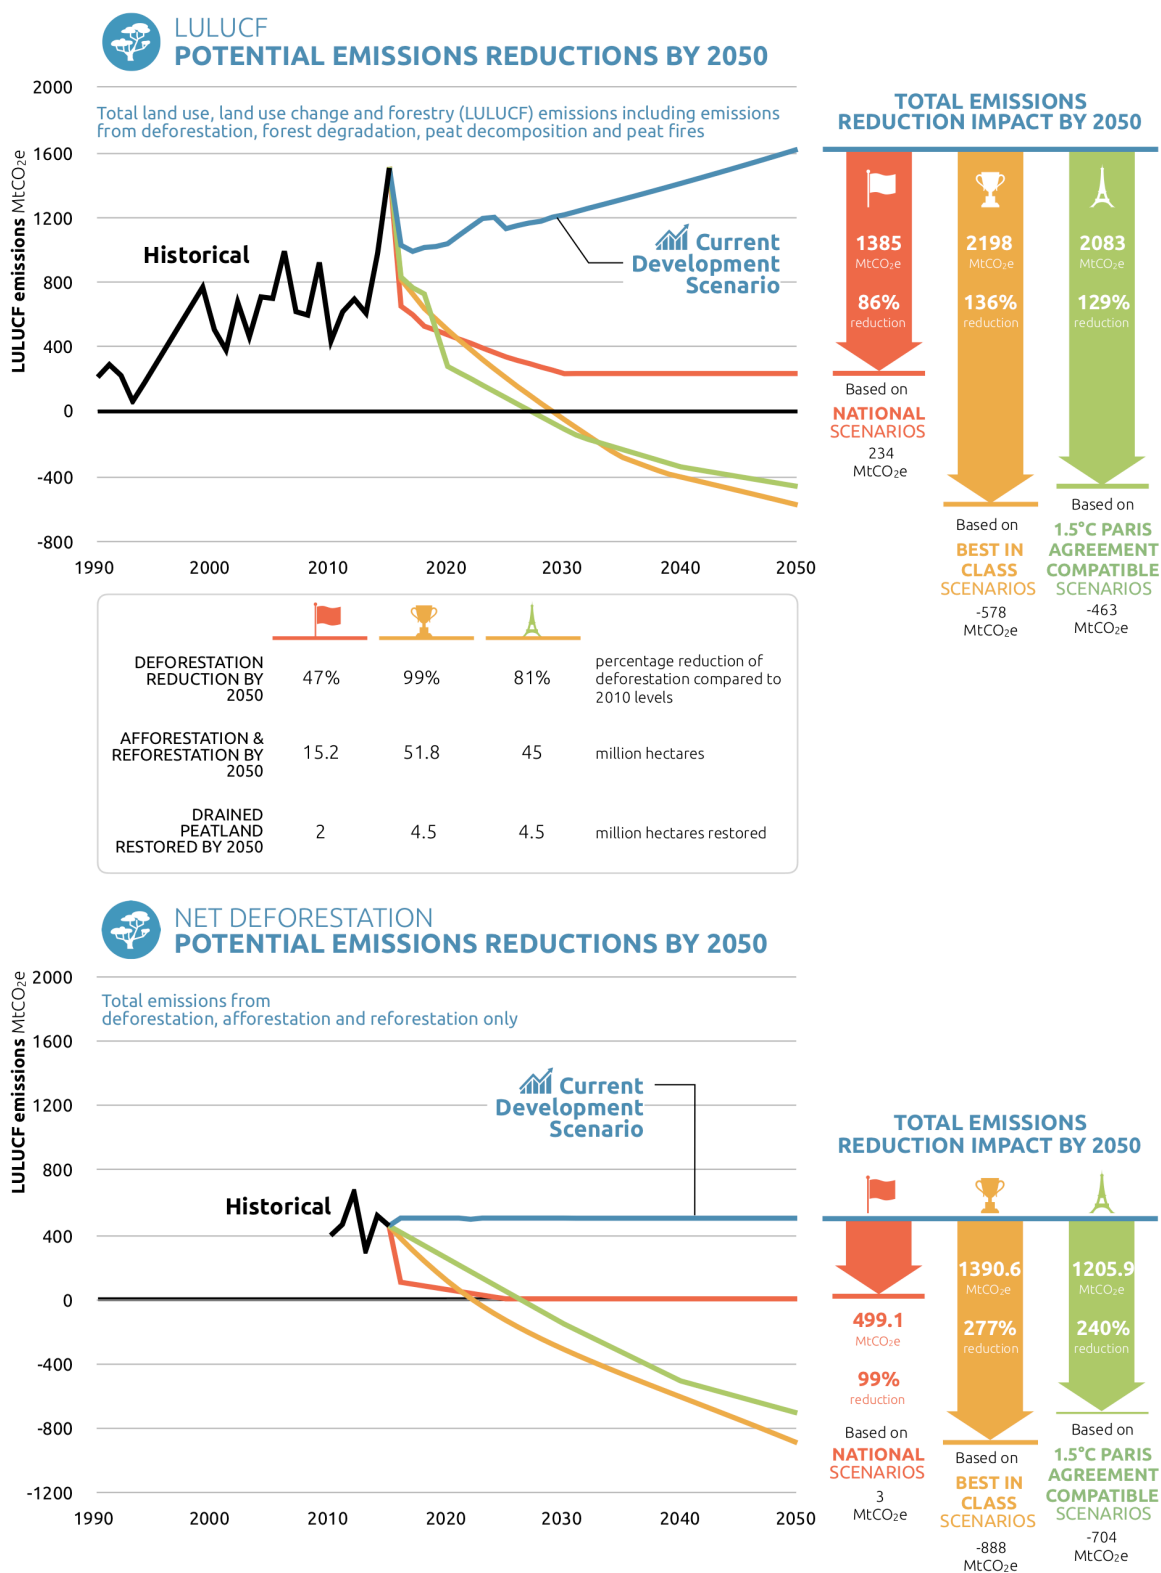 LULUCF
POTENTIAL EMISSIONS REDUCTIONS BY 2050
2000
Total land use, land use change and forestry (LULUCF) emissions including emissions
from deforestation, forest degradation, peat decomposition and peat fires
LULUCF emissions MtCO₂e
1600
1200
800
400
0
-400
-800
Historical
Current
Development
Scenario
1990
2000
2010
2020
2030
2040
2050
TOTAL EMISSIONS
REDUCTION IMPACT BY 2050
1385
MtCO₂e
86%
reduction
Based on
NATIONAL
SCENARIOS
234
MtCO₂e
2198
MtCO₂e
136%
reduction
Based on
BEST IN
CLASS
SCENARIOS
-578
MtCO₂e
2083
MtCO₂e
129%
reduction
Based on
1.5°C PARIS
AGREEMENT
COMPATIBLE
SCENARIOS
-463
MtCO₂e
DEFORESTATION
REDUCTION BY
2050
47%
99%
81%
percentage reduction of
deforestation compared to
2010 levels
AFFORESTATION &
REFORESTATION BY
2050
15.2
51.8
45
million hectares
DRAINED
PEATLAND
RESTORED BY 2050
2
4.5
4.5
million hectares restored
NET DEFORESTATION
POTENTIAL EMISSIONS REDUCTIONS BY 2050
LULUCF emissions MtCO₂e
2000
Total emissions from
deforestation, afforestation and reforestation only
1600
1200
800
400
0
-400
-800
-1200
Current
Development
Scenario
Historical
1990
2000
2010
2020
2030
2040
2050
TOTAL EMISSIONS
REDUCTION IMPACT BY 2050
499.1
MtCO₂e
99%
reduction
Based on
NATIONAL
SCENARIOS
3
MtCO₂e
1390.6
MtCO₂e
277%
reduction
Based on
BEST IN
CLASS
SCENARIOS
-888
MtCO₂e
1205.9
MtCO₂e
240%
reduction
Based on
1.5°C PARIS
AGREEMENT
COMPATIBLE
SCENARIOS
-704
MtCO₂e